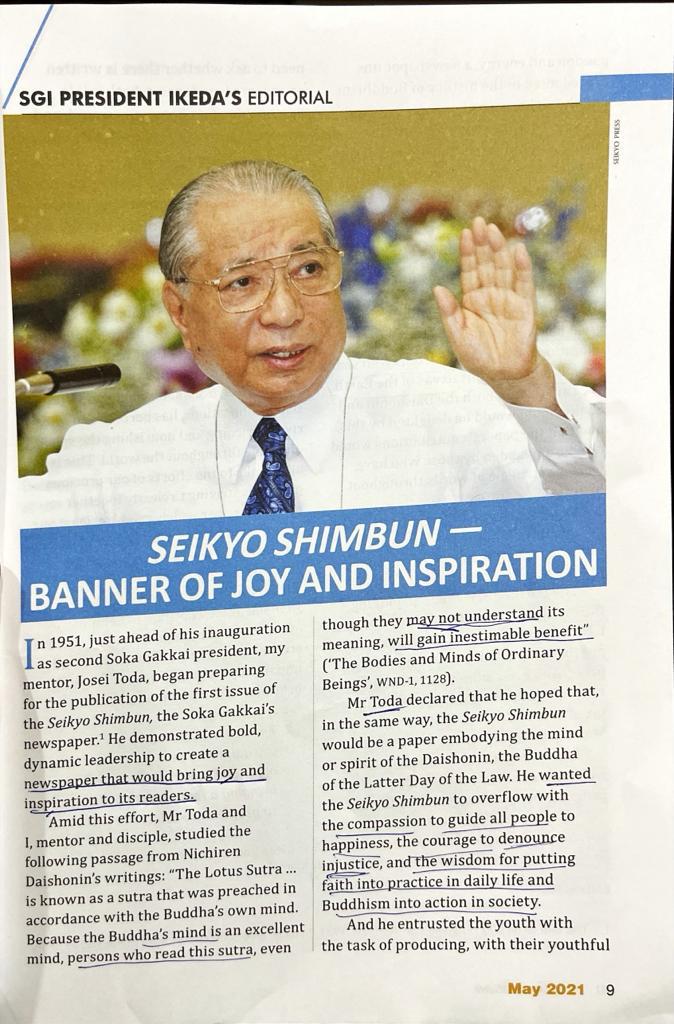 SGI PRESIDENT IKEDA'S EDITORIAL
SEIKYO PRESS
SEIKYO SHIMBUN —
BANNER OF JOY AND INSPIRATION
In 1951, just ahead of his inauguration
as second Soka Gakkai president, my
mentor, Josei Toda, began preparing
for the publication of the first issue of
the Seikyo Shimbun, the Soka Gakkai's
newspaper.¹ He demonstrated bold,
dynamic leadership to create a
newspaper that would bring joy and
inspiration to its readers.
Amid this effort, Mr Toda and
I, mentor and disciple, studied the
following passage from Nichiren
Daishonin's writings: "The Lotus Sutra ...
is known as a sutra that was preached in
accordance with the Buddha's own mind.
Because the Buddha's mind is an excellent
mind, persons who read this sutra, even
though they may not understand its
meaning, will gain inestimable benefit"
('The Bodies and Minds of Ordinary
Beings', WND-1, 1128).
Mr Toda declared that he hoped that,
in the same way, the Seikyo Shimbun
would be a paper embodying the mind
or spirit of the Daishonin, the Buddha
of the Latter Day of the Law. He wanted
the Seikyo Shimbun to overflow with
the compassion to guide all people to
happiness, the courage to denounce
injustice, and the wisdom for putting
faith into practice in daily life and
Buddhism into action in society.
And he entrusted the youth with
the task of producing, with their youthful
May 2021 9